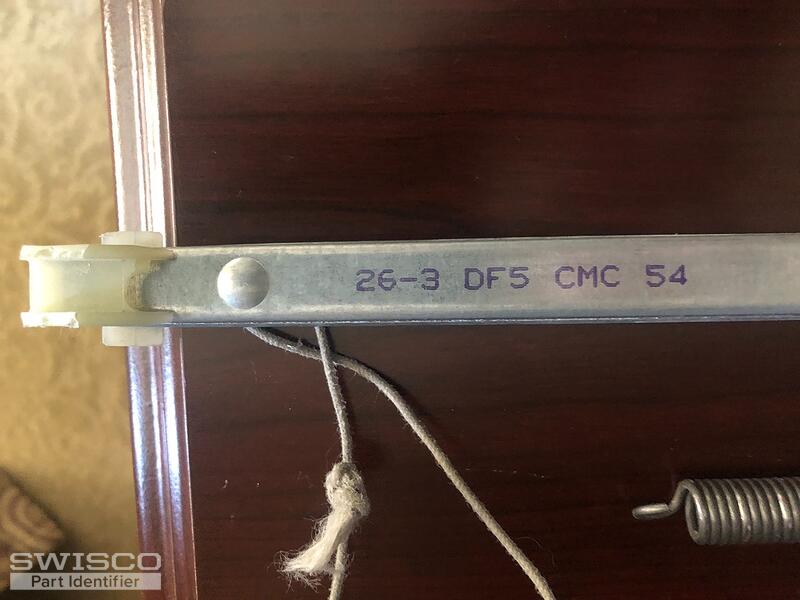 26-3 DF5 CMC 54
SWISCO
Part Identifier